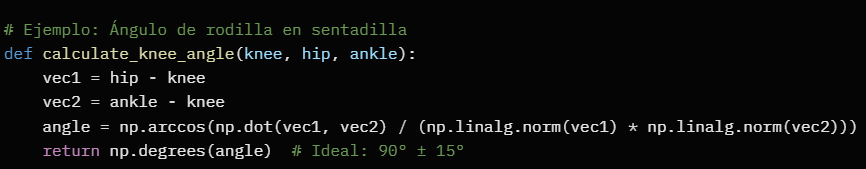 # Ejemplo: Ángulo de rodilla en sentadilla
def calculate_knee_angle(knee, hip, ankle):
    vec1 = hip - knee
    vec2 = ankle - knee
    angle = np.arccos(np.dot(vec1, vec2) / (np.linalg.norm(vec1) * np.linalg.norm(vec2)))
    return np.degrees(angle)  # Ideal: 90° ± 15°